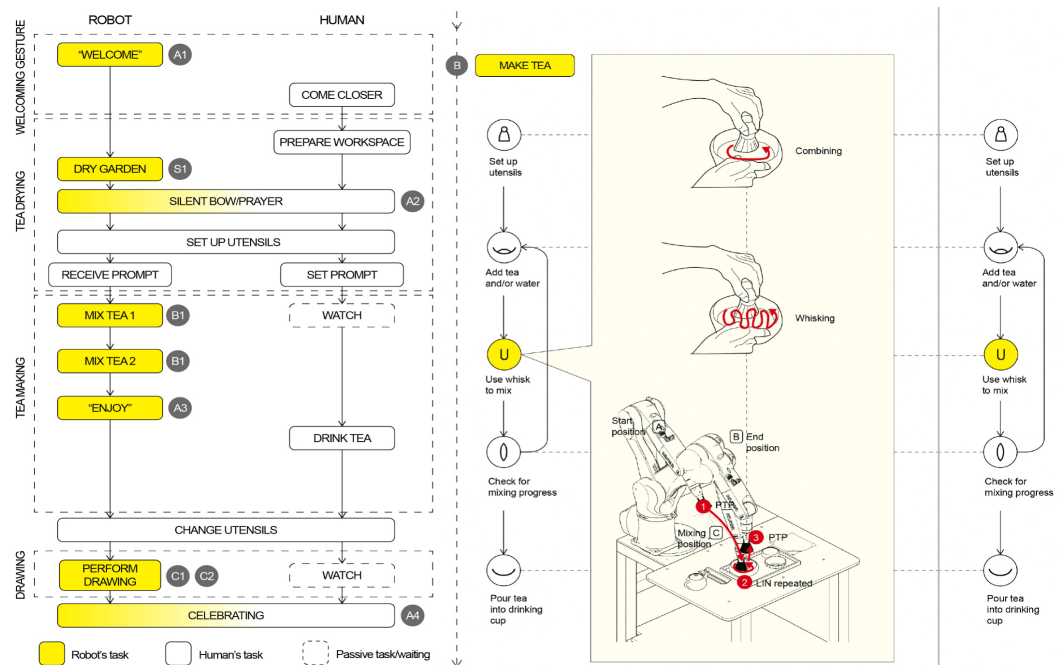 ROBOT
HUMAN
WELCOMING GESTURE
"WELCOME"
A1
COME CLOSER
TEA DRYING
PREPARE WORKSPACE
DRY GARDEN
S1
SILENT BOW/PRAYER
A2
SET UP UTENSILS
RECEIVE PROMPT
SET PROMPT
TEA MAKING
MIX TEA 1
B1
WATCH
MIX TEA 2
B1
"ENJOY"
A3
DRINK TEA
CHANGE UTENSILS
DRAWING
PERFORM
DRAWING
C1
C2
WATCH
CELEBRATING
A4
Robot's task
Human's task
Passive task/waiting
B
MAKE TEA
Set up
utensils
Add tea
and/or water
U
Use whisk
to mix
Check for
mixing progress
Pour tea
into drinking
cup
Combining
Whisking
Start
position
A
B
End
position
1
PTP
Mixing
position
C
3
PTP
2
LIN repeated
Set up
utensils
Add tea
and/or water
U
Use whisk
to mix
Check for
mixing progress
Pour tea
into drinking
cup